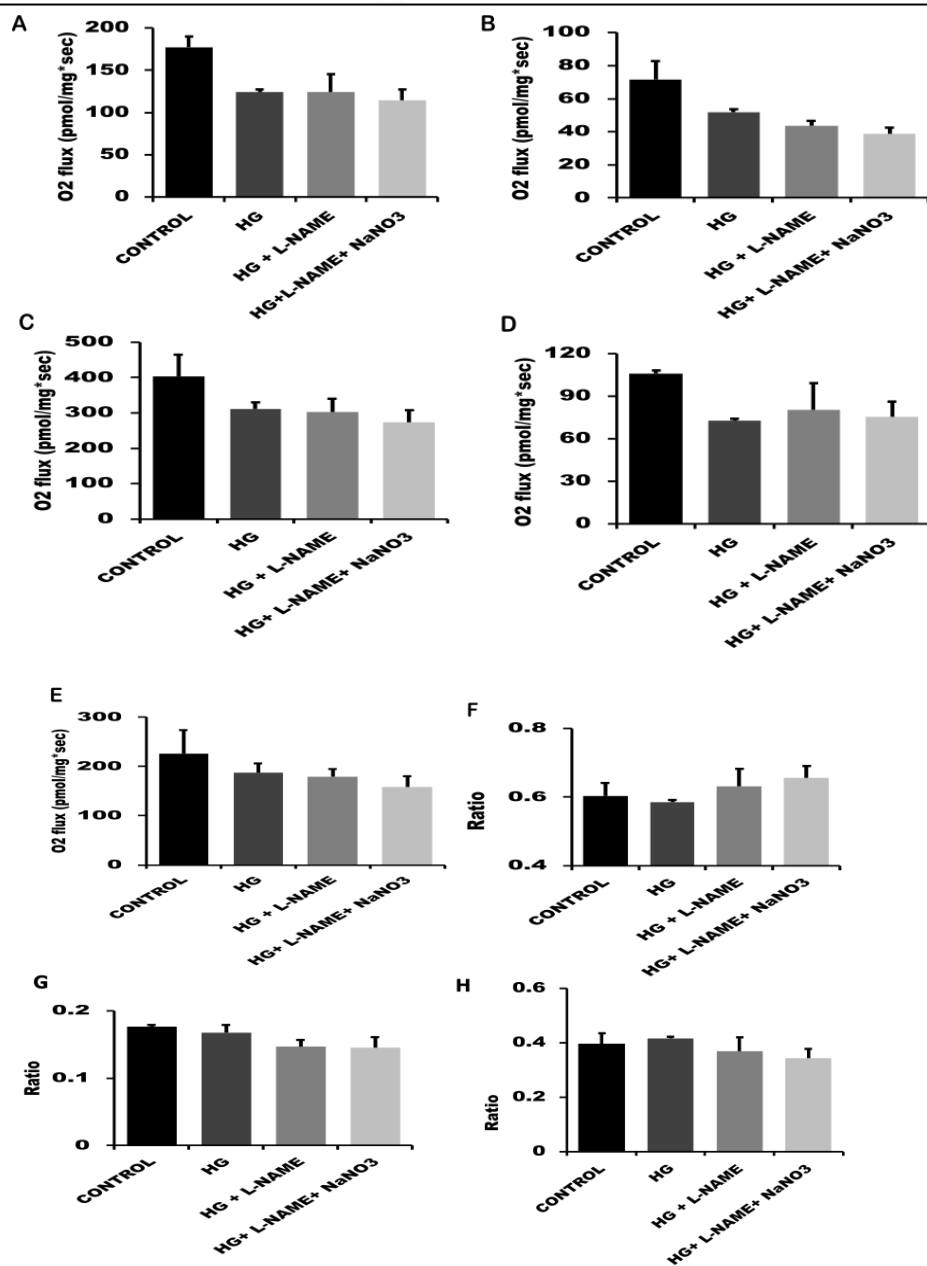 A
O2 flux (pmol/mg*sec)
200
150
100
50
0
CONTROL
HG
HG + L-NAME
HG+L-NAME+ NaNO3
B
O2 flux (pmol/mg*sec)
100
80
60
40
20
0
CONTROL
HG
HG + L-NAME
HG+ L-NAME+ NaNO3
C
O2 flux (pmol/mg*sec)
500
400
300
200
100
0
CONTROL
HG
HG + L-NAME
HG+ L-NAME+ NaNO3
D
O2 flux (pmol/mg*sec)
120
90
60
30
0
CONTROL
HG
HG + L-NAME
HG+ L-NAME+ NaNO3
E
O2 flux (pmol/mg*sec)
300
200
100
0
CONTROL
HG
HG + L-NAME
HG+ L-NAME+ NaNO3
F
Ratio
0.8
0.6
0.4
CONTROL
HG
HG + L-NAME
HG+ L-NAME+ NaNO3
G
Ratio
0.2
0.1
0
CONTROL
HG
HG + L-NAME
HG+ L-NAME+ NaNO3
H
Ratio
0.6
0.4
0.2
0
CONTROL
HG
HG + L-NAME
HG+ L-NAME+ NaNO3